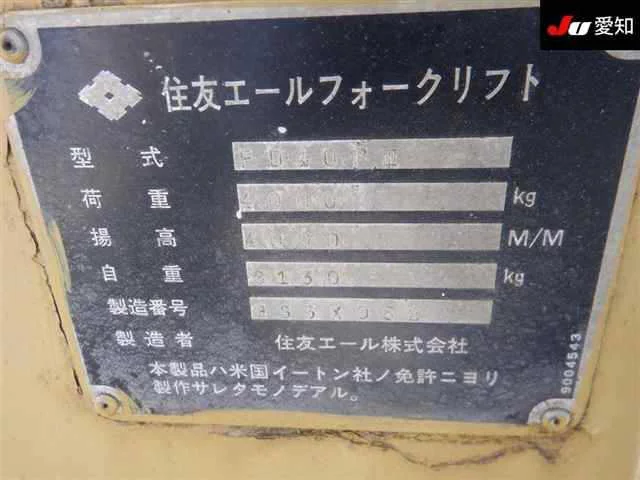 JU 愛知
住友エールフォークリフト
型式
荷重 4000 kg
揚高 M/M
自重 kg
製造番号
製造者 住友エール株式会社
本製品ハ米国イートン社ノ免許ニヨリ
製作サレタモノデアル。
9004543